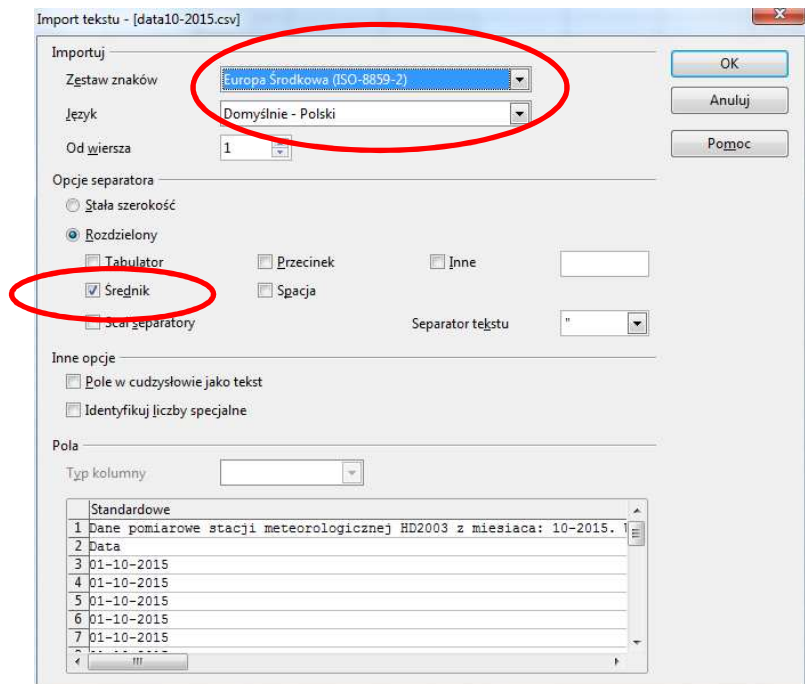 Import tekstu - [data10-2015.csv]
Importuj
Zestaw znaków Europa Środkowa (ISO-8859-2)
Język Domyślnie - Polski
Od wiersza 1
OK
Anuluj
Pomoc
Opcje separatora
Stała szerokość
Rozdzielony
Tabulator Przecinek Inne
Średnik Spacja
Scal separatory Separator tekstu "
Inne opcje
Pole w cudzysłowie jako tekst
Identyfikuj liczby specjalne
Pola
Typ kolumny
Standardowe
1 Dane pomiarowe stacji meteorologicznej HD2003 z miesiaca: 10-2015.
2 Data
3 01-10-2015
4 01-10-2015
5 01-10-2015
6 01-10-2015
7 01-10-2015